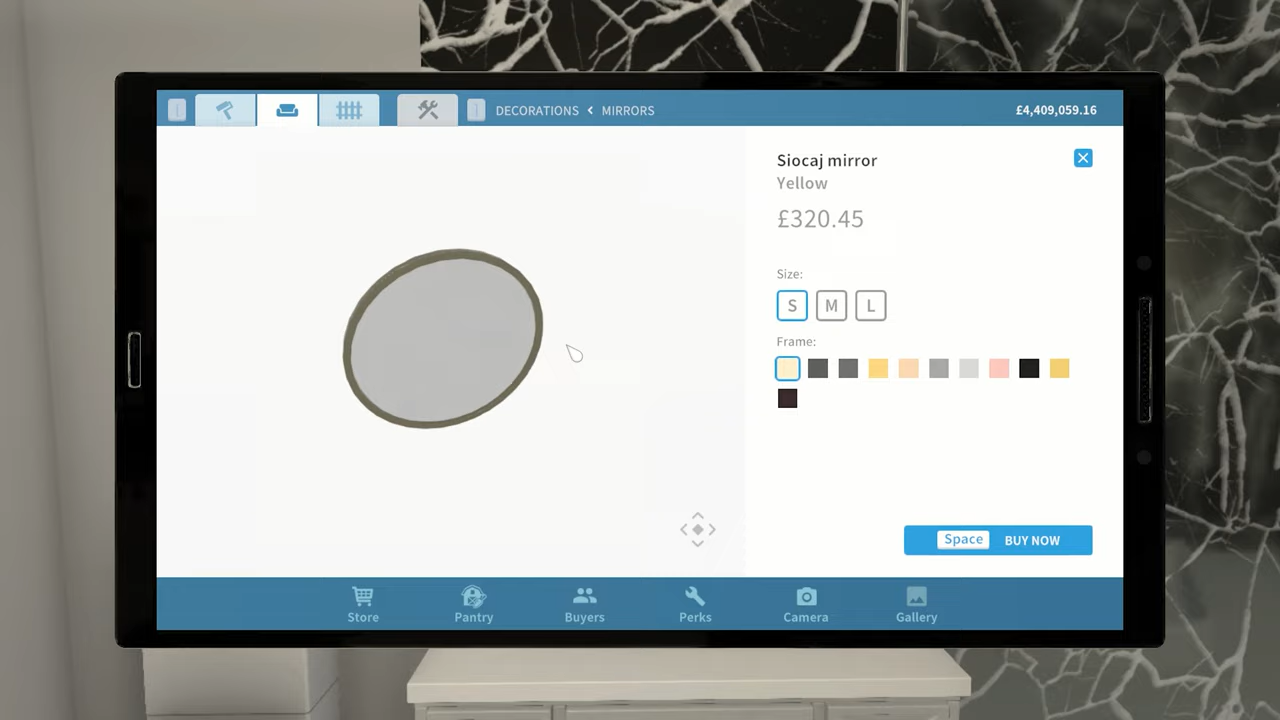 DECORATIONS < MIRRORS
£4,409,059.16
Siocaj mirror
Yellow
£320.45
Size:
S M L
Frame:
Space BUY NOW
Store Pantry Buyers Perks Camera Gallery